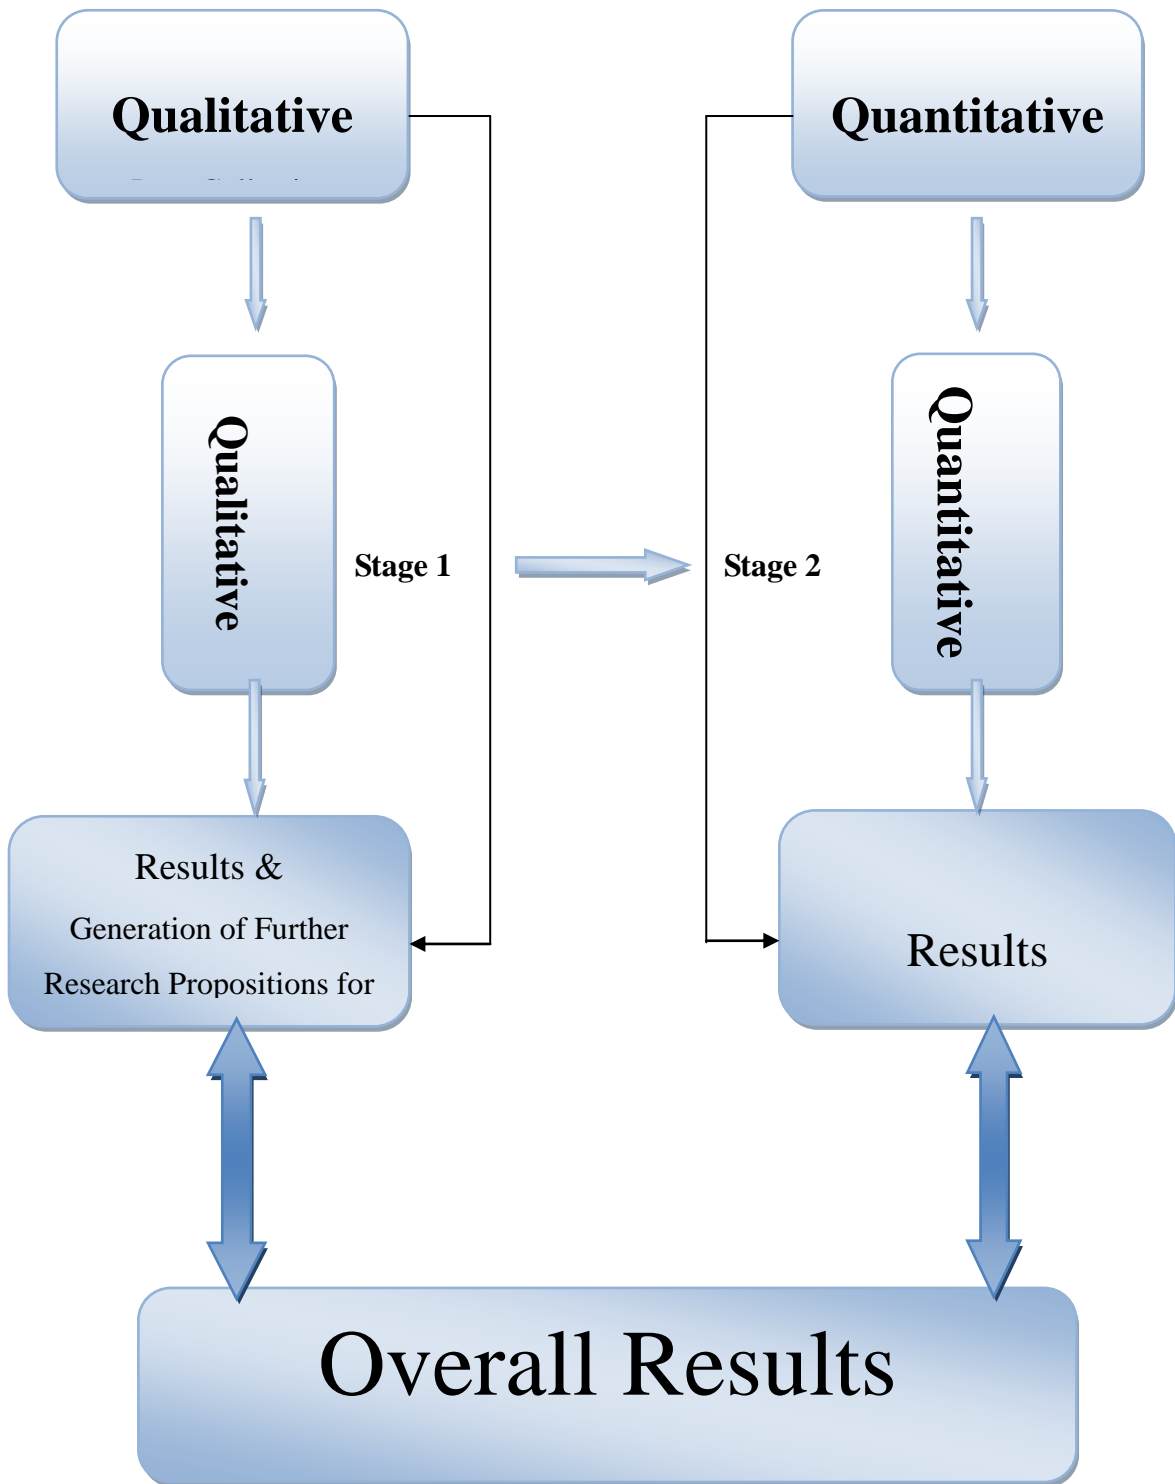 Qualitative
Quantitative
Qualitative
Quantitative
Stage 1
Stage 2
Results &
Generation of Further
Research Propositions for
Results
Overall Results